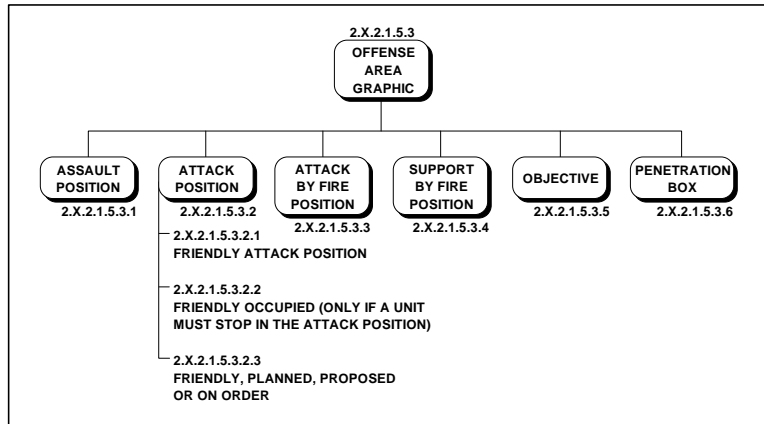 2.X.2.1.5.3
OFFENSE
AREA
GRAPHIC
ASSAULT
POSITION
2.X.2.1.5.3.1
ATTACK
POSITION
2.X.2.1.5.3.2
ATTACK
BY FIRE
POSITION
2.X.2.1.5.3.3
SUPPORT
BY FIRE
POSITION
2.X.2.1.5.3.4
OBJECTIVE
2.X.2.1.5.3.5
PENETRATION
BOX
2.X.2.1.5.3.6
2.X.2.1.5.3.2.1
FRIENDLY ATTACK POSITION
2.X.2.1.5.3.2.2
FRIENDLY OCCUPIED (ONLY IF A UNIT
MUST STOP IN THE ATTACK POSITION)
2.X.2.1.5.3.2.3
FRIENDLY, PLANNED, PROPOSED
OR ON ORDER